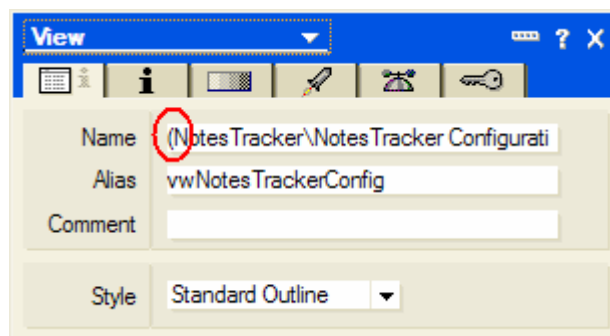 View
?
X
i
i
Name (NotesTracker\NotesTracker Configurati
Alias vwNotesTrackerConfig
Comment
Style Standard Outline